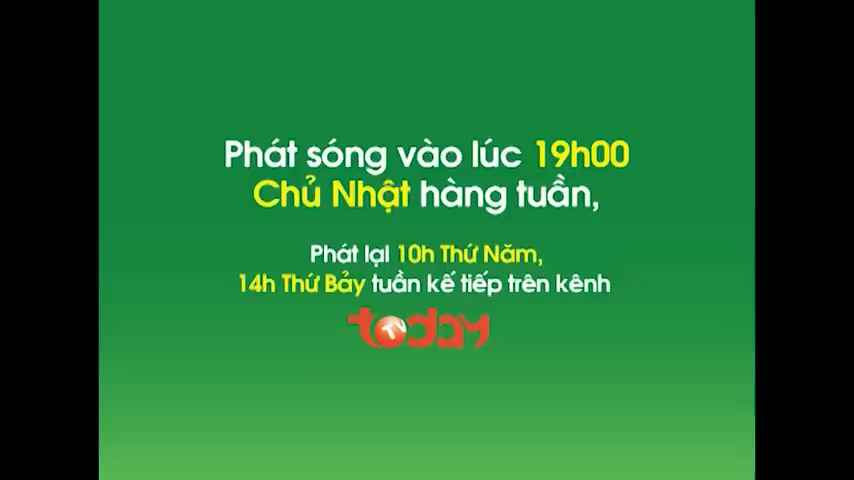 Phát sóng vào lúc 19h00
Chủ Nhật hàng tuần,
Phát lại 10h Thứ Năm,
14h Thứ Bảy tuần kế tiếp trên kênh
today TV